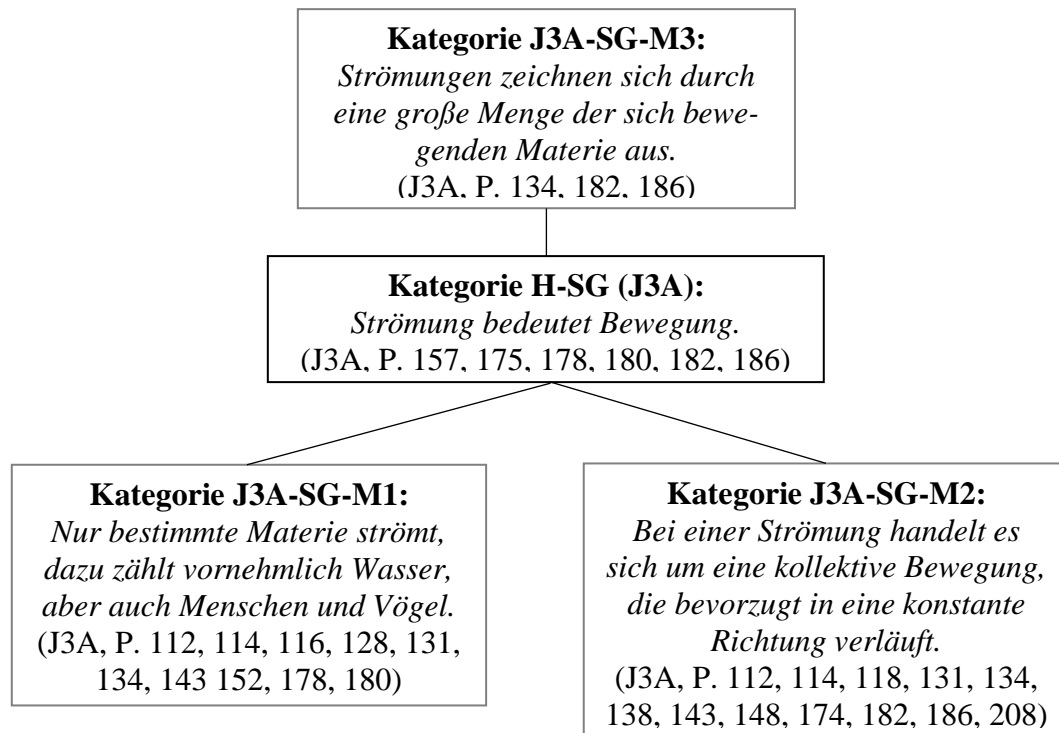 Kategorie J3A-SG-M3:
Strömungen zeichnen sich durch
eine große Menge der sich bewe-
genden Materie aus.
(J3A, P. 134, 182, 186)
Kategorie H-SG (J3A):
Strömung bedeutet Bewegung.
(J3A, P. 157, 175, 178, 180, 182, 186)
Kategorie J3A-SG-M1:
Nur bestimmte Materie strömt,
dazu zählt vornehmlich Wasser,
aber auch Menschen und Vögel.
(J3A, P. 112, 114, 116, 128, 131,
134, 143 152, 178, 180)
Kategorie J3A-SG-M2:
Bei einer Strömung handelt es
sich um eine kollektive Bewegung,
die bevorzugt in eine konstante
Richtung verläuft.
(J3A, P. 112, 114, 118, 131, 134,
138, 143, 148, 174, 182, 186, 208)